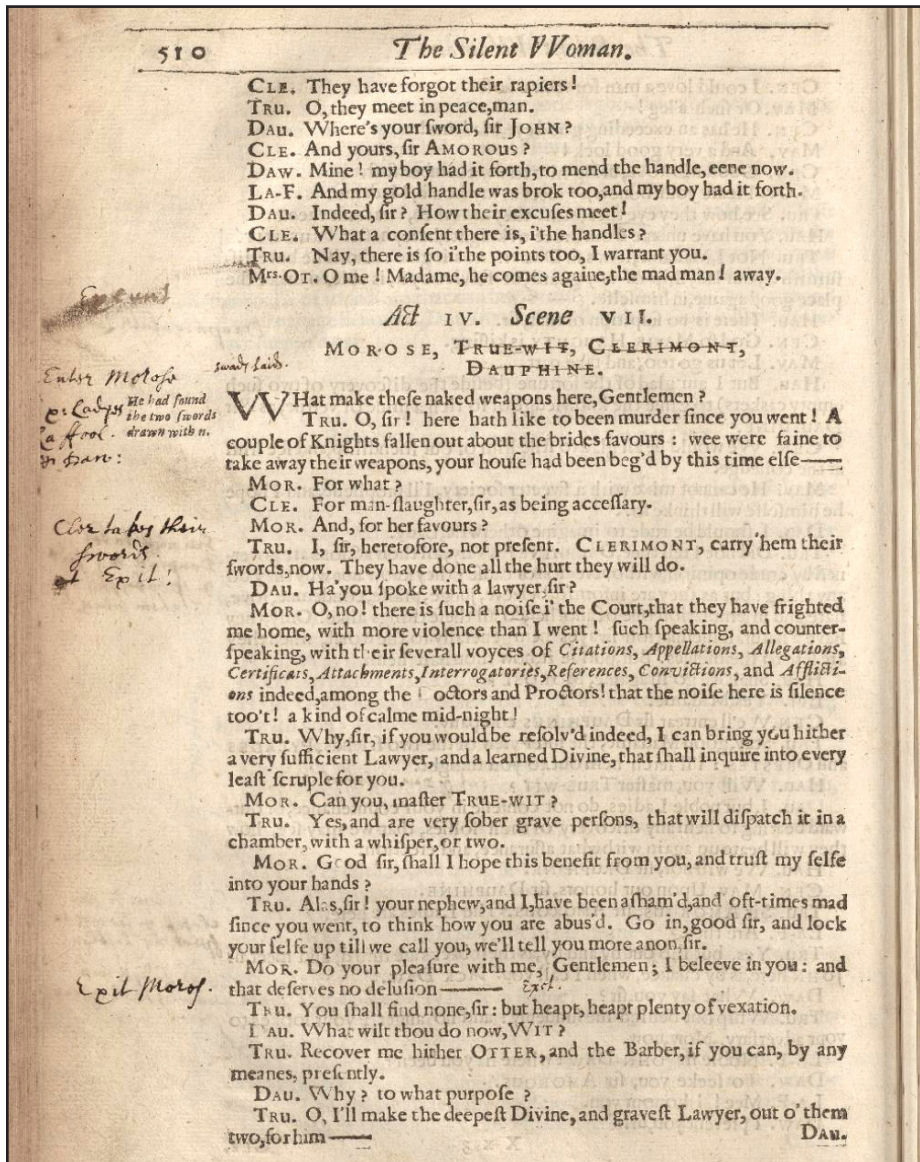 510
The Silent VVoman.
CLE. They have forgot their rapiers!
TRU. O, they meet in peace,man.
DAU. Where's your ſword, ſir JOHN?
CLE. And yours, ſir AMOROUS?
DAW. Mine! my boy had it forth, to mend the handle, eene now.
LA-F. And my gold handle was brok too,and my boy had it forth.
DAU. Indeed, ſir? How their excuſes meet!
CLE. What a conſent there is, i'the handles?
TRU. Nay, there is ſo i'the points too, I warrant you.
Mrs. OT. O me! Madame, he comes againe,the mad man! away.
Exeunt
Act IV. Scene VII.
MOROSE, TRUE-WIT, CLERIMONT,
DAUPHINE.
Enter Moroſe
He had found
the two ſwords
drawn with n.
VVHat make theſe naked weapons here, Gentlemen?
TRU. O, ſir! here hath like to been murder ſince you went! A
couple of Knights fallen out about the brides favours: wee were faine to
take away their weapons, your houſe had been beg'd by this time elſe——
MOR. For what?
CLE. For man-ſlaughter,ſir, as being acceſſary.
MOR. And, for her favours?
Cler takes their
ſwords.
Exit!
TRU. I, ſir, heretofore, not preſent. CLERIMONT, carry 'hem their
ſwords,now. They have done all the hurt they will do.
DAU. Ha'you ſpoke with a lawyer,ſir?
MOR. O,no! there is ſuch a noiſe i' the Court,that they have frighted
me home, with more violence than I went! ſuch ſpeaking, and counter-
ſpeaking, with their ſeverall voyces of Citations, Appellations, Allegations,
Certificats, Attachments,Interrogatories,References, Convictions, and Afflicti-
ons indeed,among the octors and Proctors! that the noiſe here is ſilence
too't! a kind of calme mid-night!
TRU. Why,ſir, if you would be reſolv'd indeed, I can bring you hither
a very ſufficient Lawyer, and a learned Divine, that ſhall inquire into every
leaſt ſcruple for you.
MOR. Can you, maſter TRUE-WIT?
TRU. Yes,and are very ſober grave perſons, that will diſpatch it in a
chamber, with a whiſper,or two.
MOR. Good ſir, ſhall I hope this benefit from you, and truſt my ſelfe
into your hands?
TRU. Alas,ſir! your nephew,and I,have been aſham'd,and oft-times mad
ſince you went, to think how you are abus'd. Go in,good ſir, and lock
your ſelfe up till we call you, we'll tell you more anon,ſir.
MOR. Do your pleaſure with me, Gentlemen; I beleeve in you: and
Exit Moroſ.
that deſerves no deluſion —— Exit.
TRU. You ſhall find none,ſir: but heapt, heapt plenty of vexation.
DAU. What wilt thou do now,WIT?
TRU. Recover me hither OTTER,and the Barber, if you can, by any
meanes, preſently.
DAU. Why? to what purpoſe?
TRU. O, I'll make the deepeſt Divine, and graveſt Lawyer, out o' them
two,for him ——
DAU.